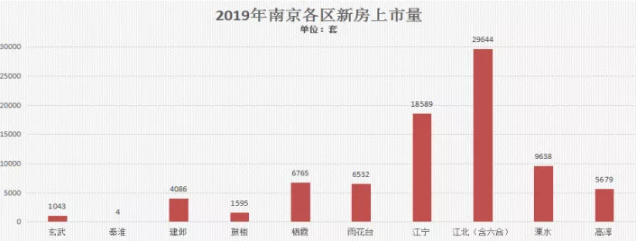 2019年南京各区新房上市量
单位：套
30000
25000
20000
15000
10000
5000
0
1043
4
4086
1595
6765
6532
18589
29644
9638
5679
玄武
秦淮
建邺
鼓楼
栖霞
雨花台
江宁
江北（含六合）
溧水
高淳